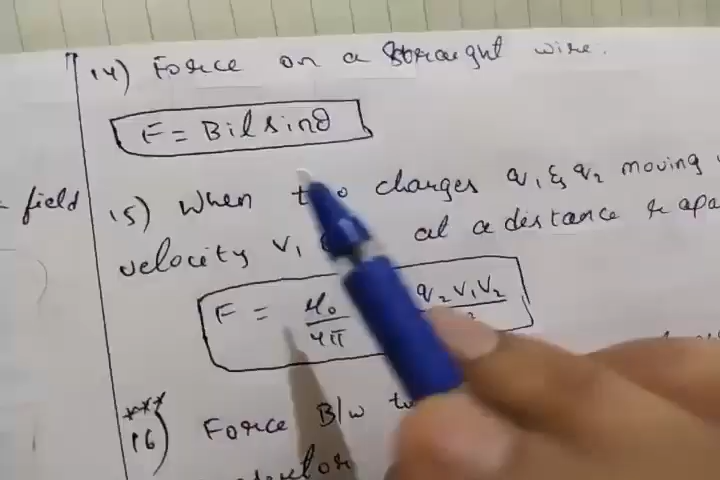 14) Force on a straight wire.
F = Bil sinθ
= field
15) When two charges q1 & q2 moving
velocity v1 at a distance r apa
F = μ0/4π q2 v1 v2
*** 16) Force B/w